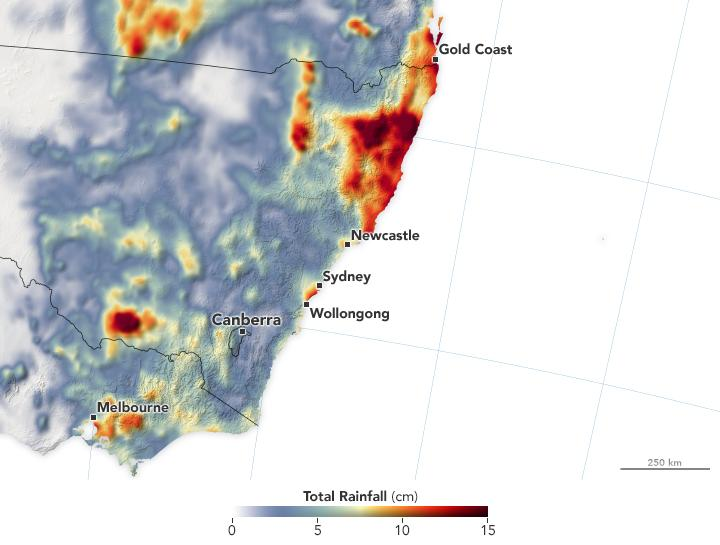 Gold Coast
Newcastle
Sydney
Canberra
Wollongong
Melbourne
250 km
Total Rainfall (cm)
0 5 10 15